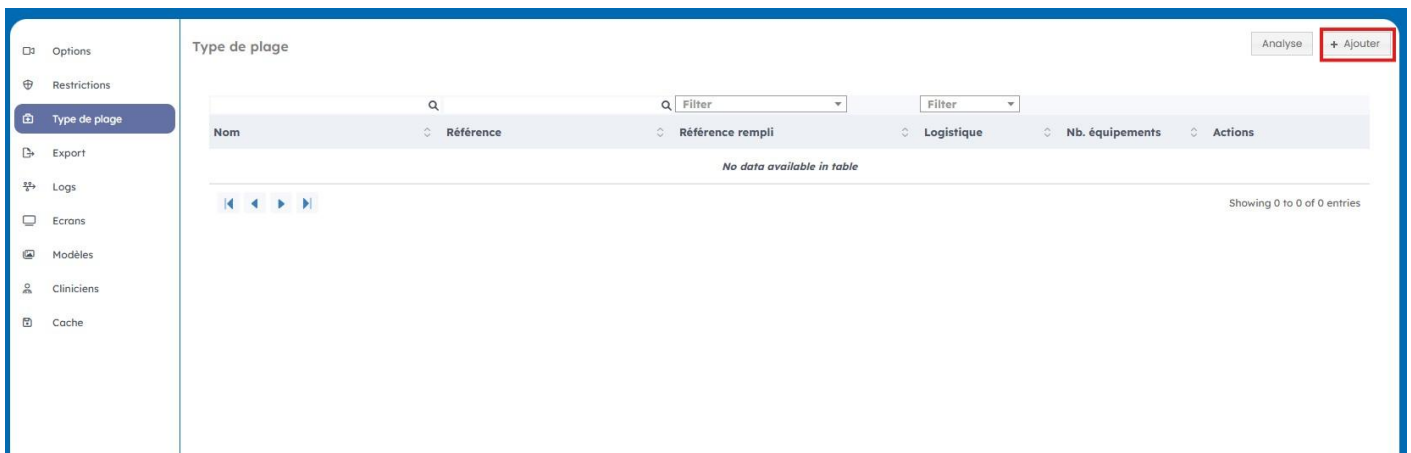 Options
Restrictions
Type de plage
Export
Logs
Ecrans
Modèles
Cliniciens
Cache
Type de plage
Analyse + Ajouter
Filter Filter
Nom Référence Référence rempli Logistique Nb. équipements Actions
No data available in table
Showing 0 to 0 of 0 entries